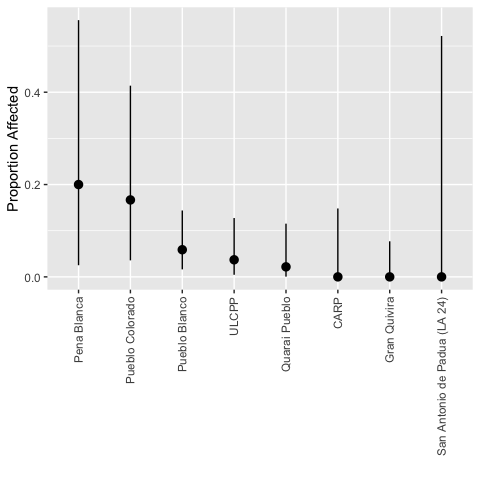 Proportion Affected
0.4
0.2
0.0
Pena Blanca
Pueblo Colorado
Pueblo Blanco
ULCPP
Quarai Pueblo
CARP
Gran Quivira
San Antonio de Padua (LA 24)